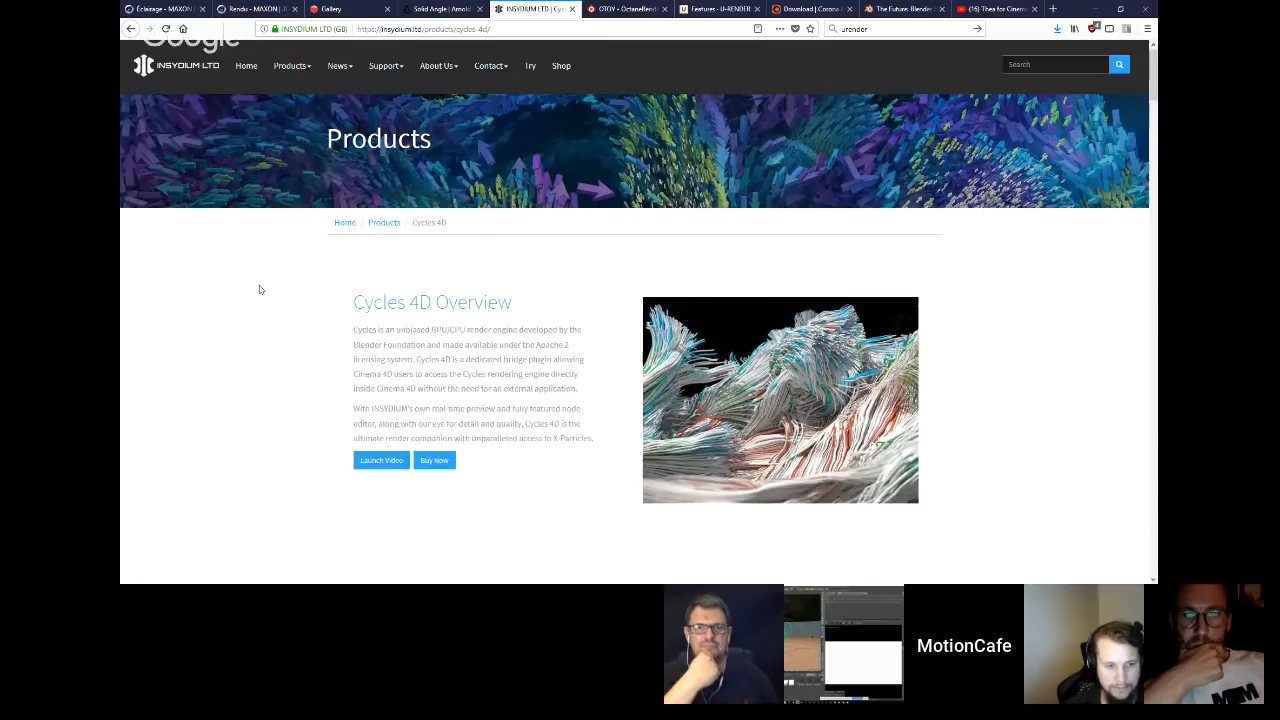 Éclairage - MAXON
Rendu - MAXON | 3D
Gallery
Solid Angle | Arnold
INSYDIUM LTD | Cyc
OTOY - OctaneRende
Features - U-RENDER
Download | Corona R
The Future: Blender
(16) Thea for Cinema
INSYDIUM LTD (GB)
https://insydium.ltd/products/cycles-4d/
urender
4
Google
INSYDIUM LTD
Home
Products
News
Support
About Us
Contact
Try
Shop
Search
Products
Home / Products / Cycles 4D
Cycles 4D Overview
Cycles is an unbiased GPU/CPU render engine developed by the
Blender Foundation and made available under the Apache 2
licensing system. Cycles 4D is a dedicated bridge plugin allowing
Cinema 4D users to access the Cycles rendering engine directly
inside Cinema 4D without the need for an external application.
With INSYDIUM's own real-time preview and fully featured node
editor, along with our eye for detail and quality, Cycles 4D is the
ultimate render companion with unparalleled access to X-Particles.
Launch Video
Buy Now
MotionCafe